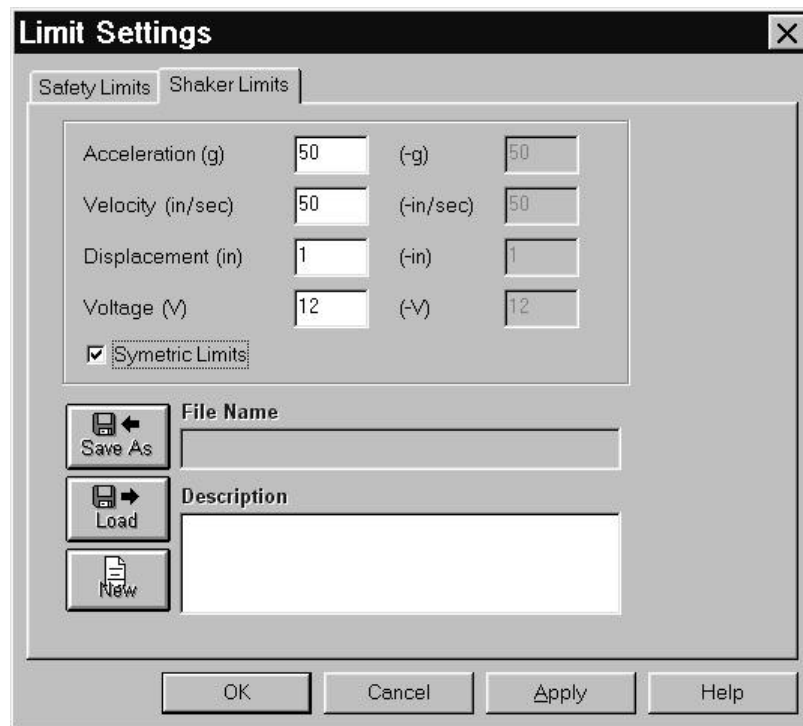 Limit Settings
Safety Limits Shaker Limits
Acceleration (g) 50 (-g) 50
Velocity (in/sec) 50 (-in/sec) 50
Displacement (in) 1 (-in) 1
Voltage (V) 12 (-V) 12
Symetric Limits
Save As
File Name
Load
Description
New
OK Cancel Apply Help